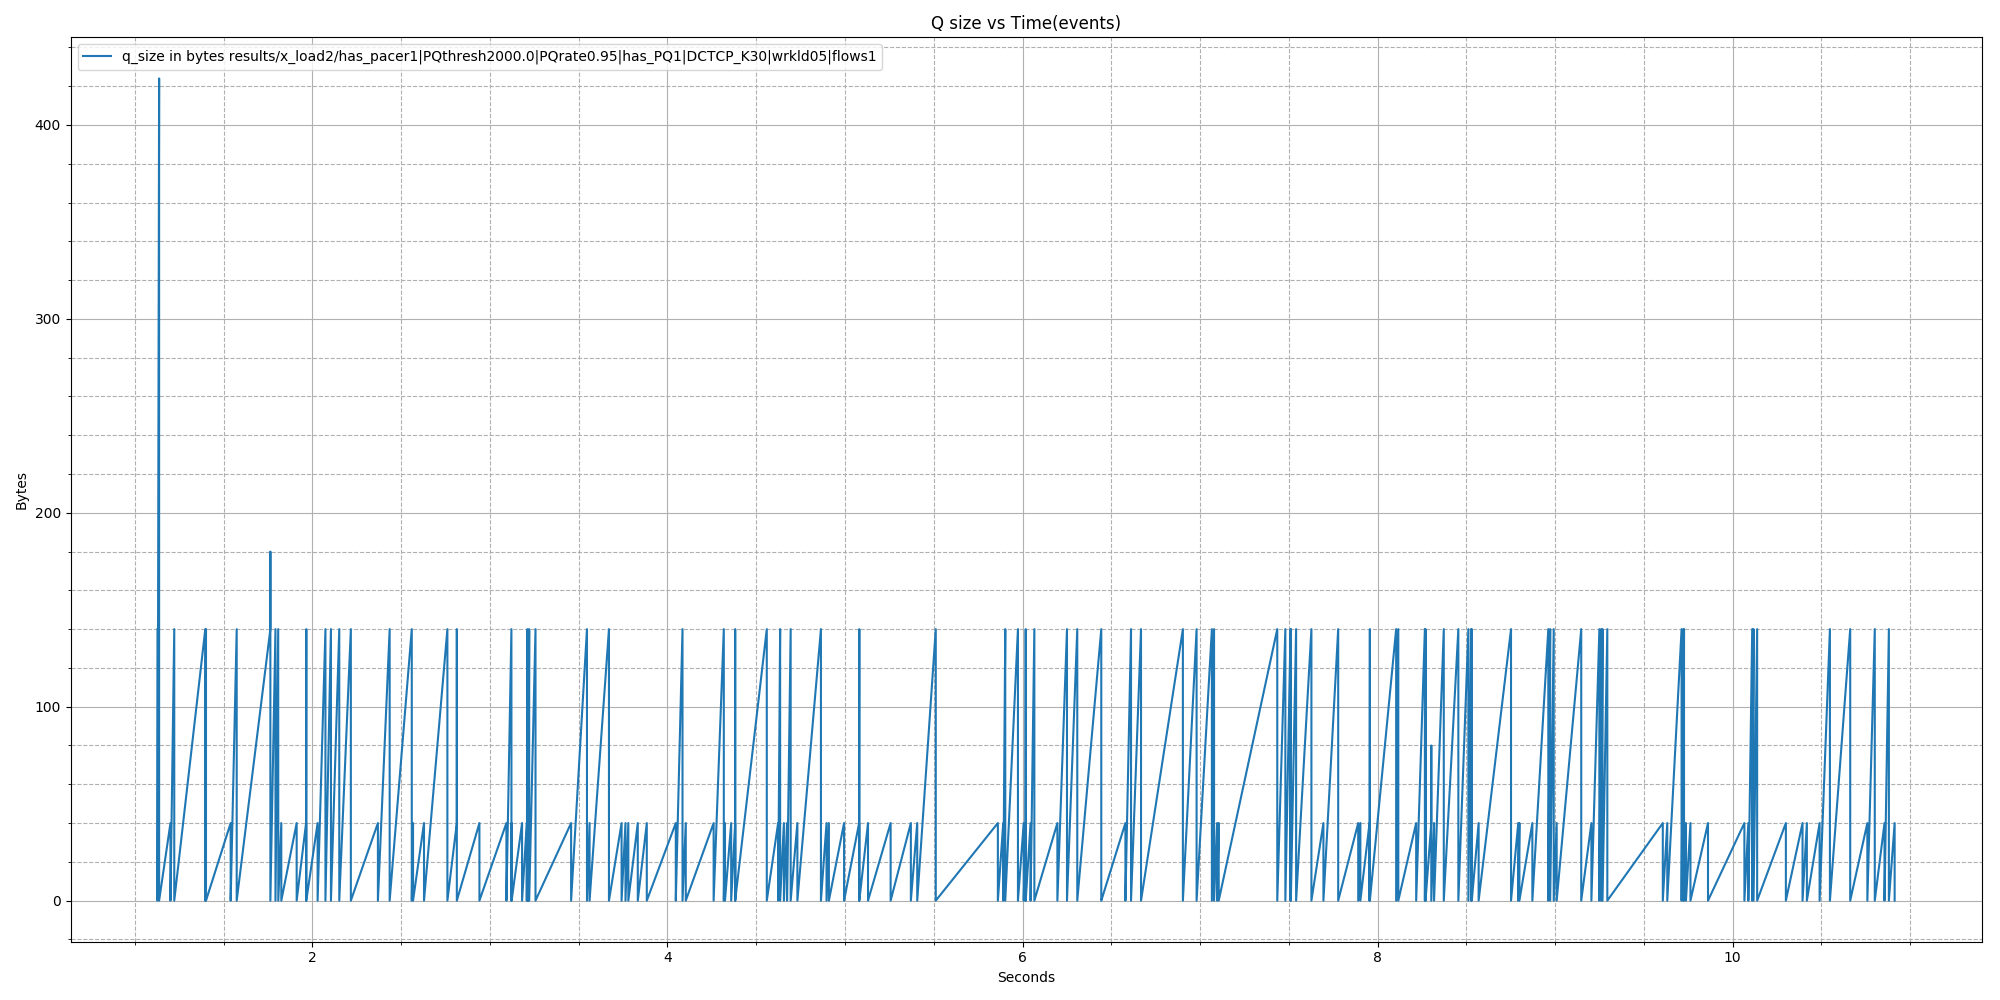 Q size vs Time(events)
q_size in bytes results/x_load2/has_pacer1|PQthresh2000.0|PQrate0.95|has_PQ1|DCTCP_K30|wrkld05|flows1
Bytes
400
300
200
100
0
2
4
6
8
10
Seconds